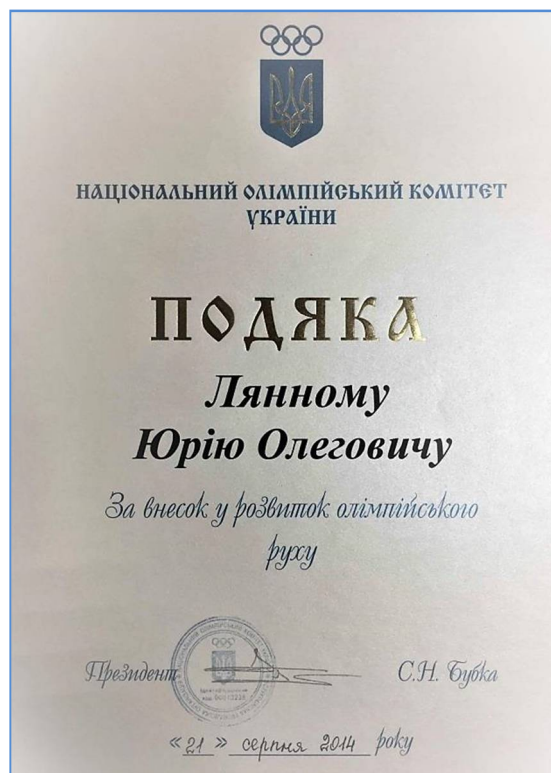 НАЦІОНАЛЬНИЙ ОЛІМПІЙСЬКИЙ КОМІТЕТ
УКРАЇНИ
ПОДЯКА
Лянному
Юрію Олеговичу
За внесок у розвиток олімпійського
руху
Президент С.Н. Бубка
«21» серпня 2014 року